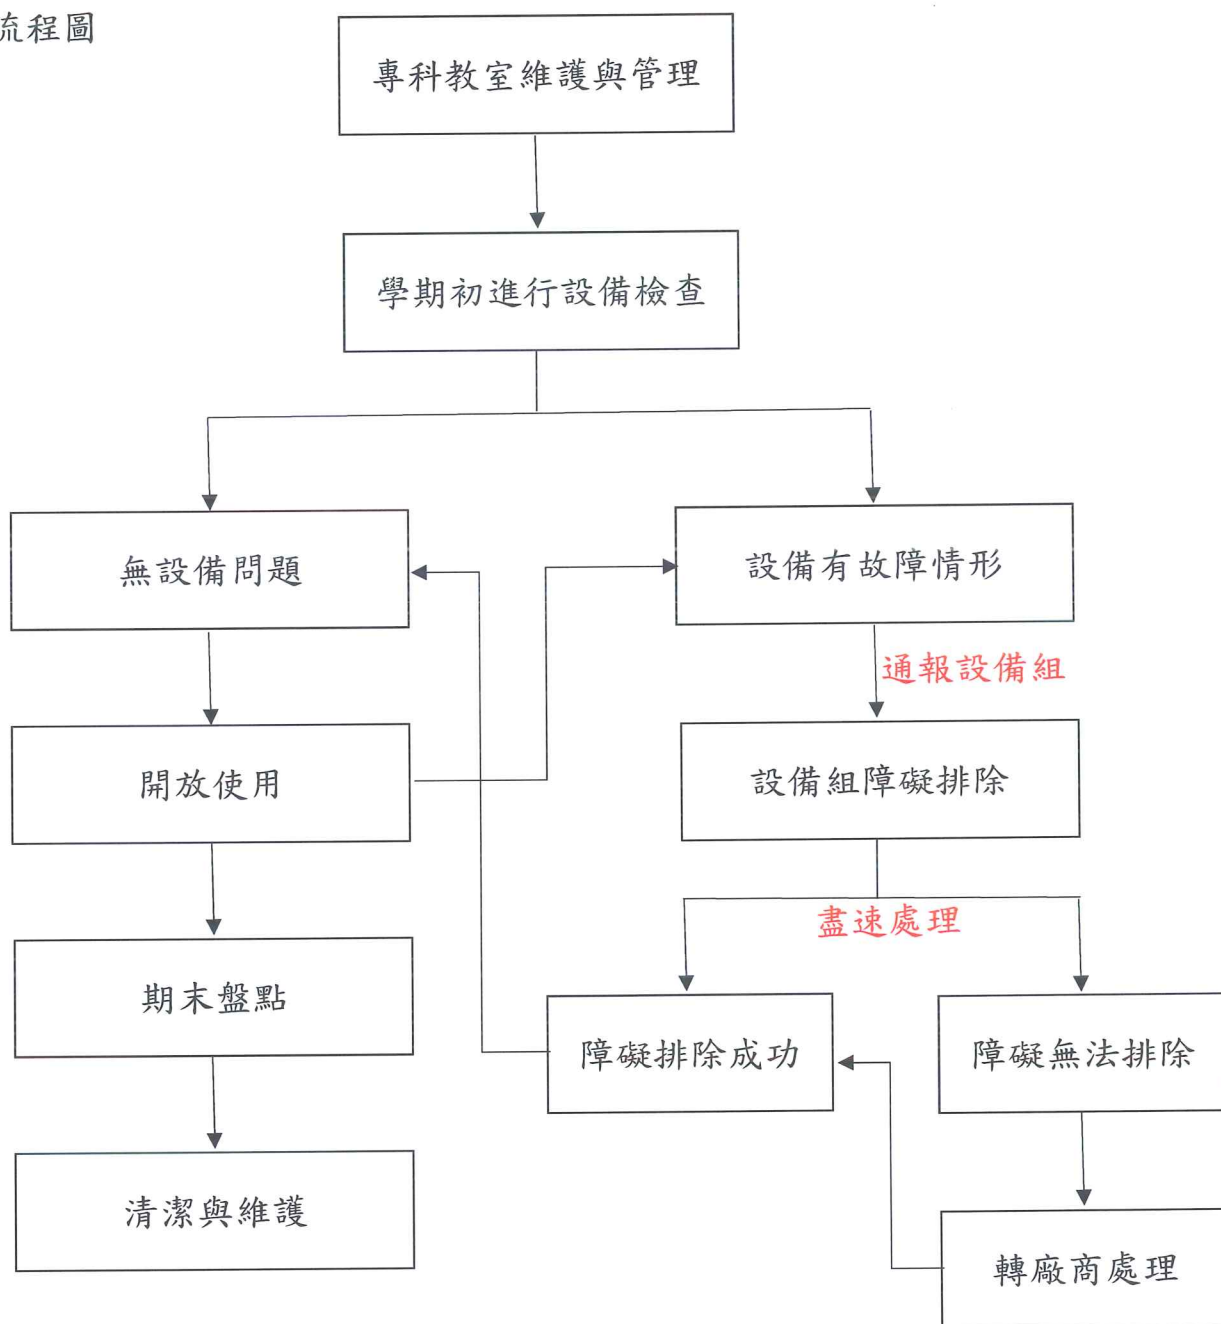 流程圖
專科教室維護與管理
學期初進行設備檢查
無設備問題
設備有故障情形
通報設備組
開放使用
設備組障礙排除
盡速處理
期末盤點
障礙排除成功
障礙無法排除
清潔與維護
轉廠商處理